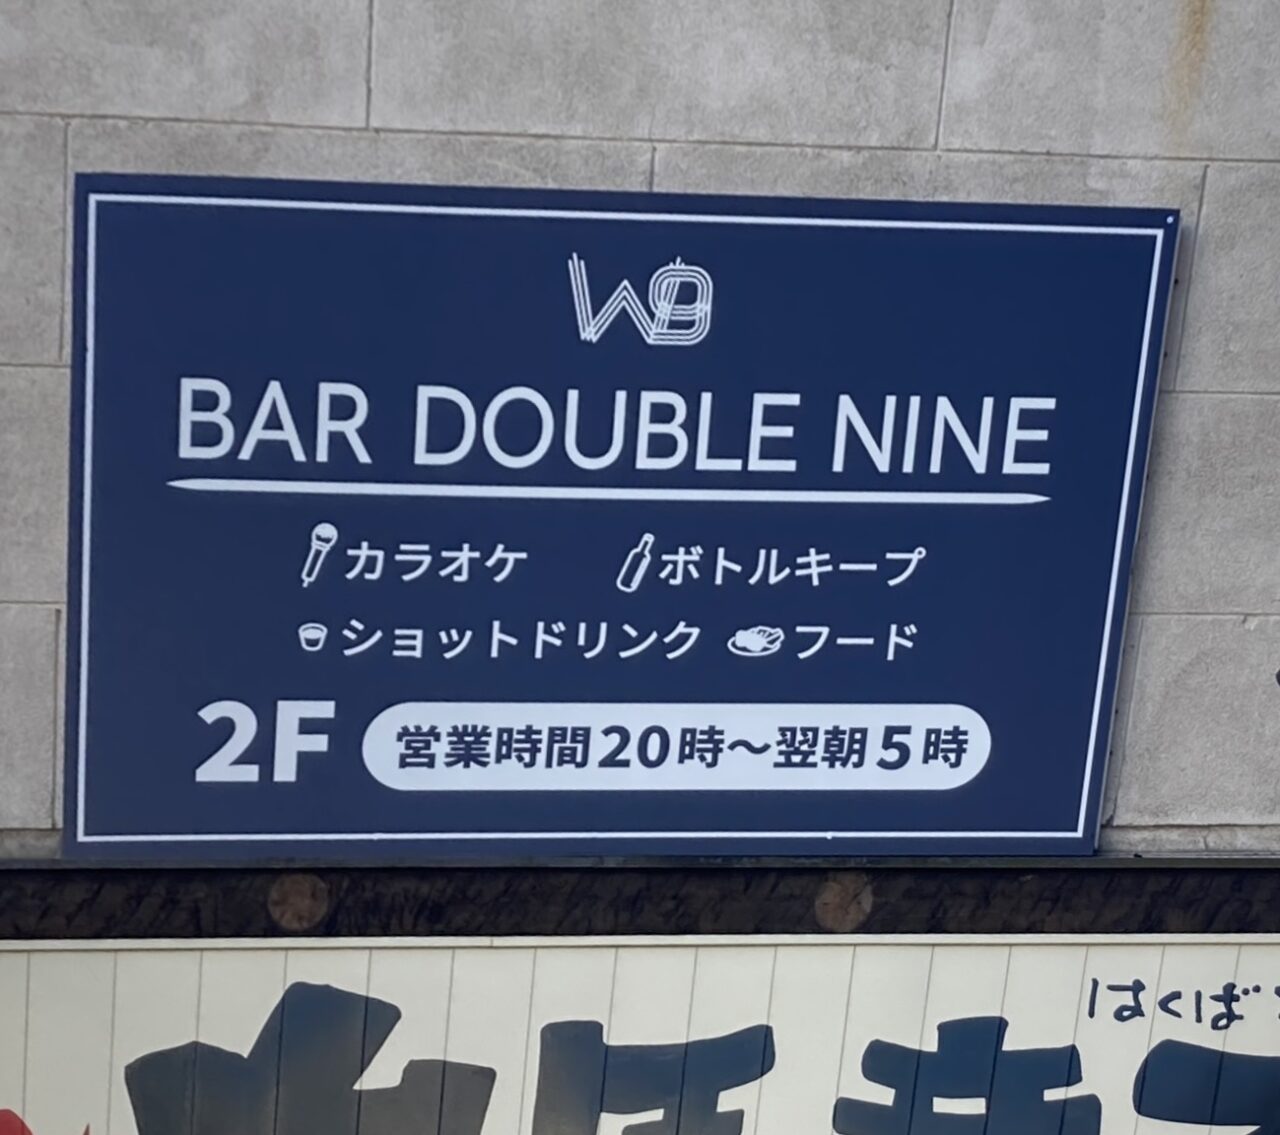 W9
BAR DOUBLE NINE
カラオケ ボトルキープ
ショットドリンク フード
2F 営業時間20時〜翌朝5時
はくば